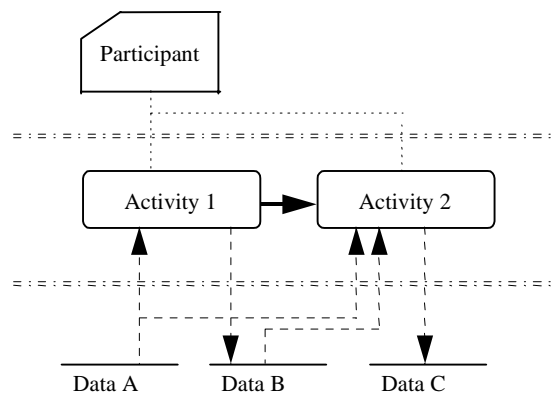 Participant
Activity 1
Activity 2
Data A
Data B
Data C